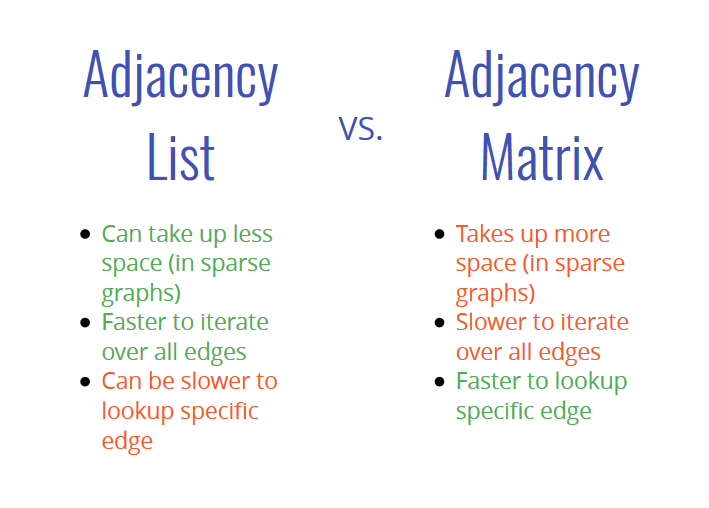 Adjacency
List
vs.
Adjacency
Matrix
Can take up less
space (in sparse
graphs)
Faster to iterate
over all edges
Can be slower to
lookup specific
edge
Takes up more
space (in sparse
graphs)
Slower to iterate
over all edges
Faster to lookup
specific edge